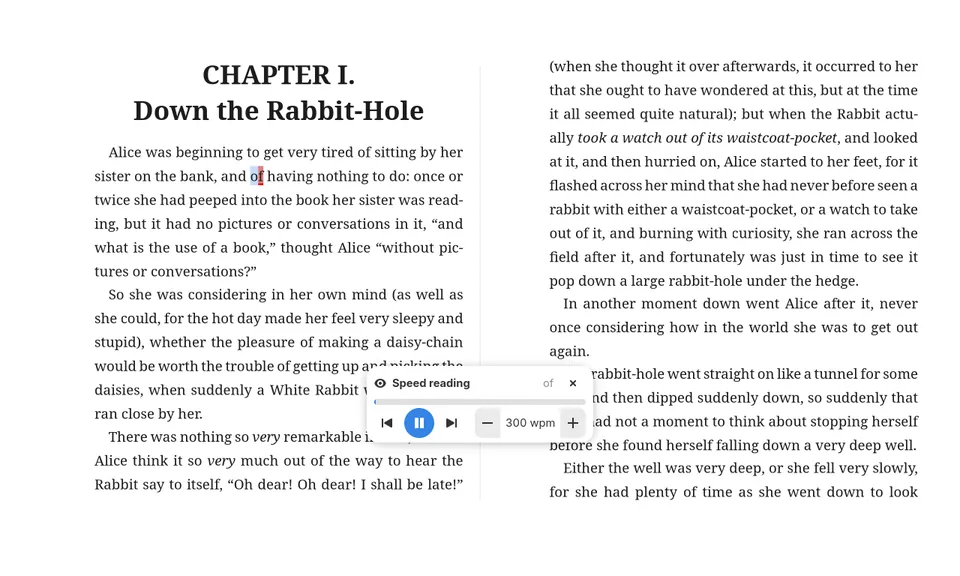 CHAPTER I.
Down the Rabbit-Hole
Alice was beginning to get very tired of sitting by her
sister on the bank, and of having nothing to do: once or
twice she had peeped into the book her sister was read-
ing, but it had no pictures or conversations in it, “and
what is the use of a book,” thought Alice “without pic-
tures or conversations?”
So she was considering in her own mind (as well as
she could, for the hot day made her feel very sleepy and
stupid), whether the pleasure of making a daisy-chain
would be worth the trouble of getting up and picking the
daisies, when suddenly a White Rabbit
ran close by her.
There was nothing so very remarkable
Alice think it so very much out of the way to hear the
Rabbit say to itself, “Oh dear! Oh dear! I shall be late!”
(when she thought it over afterwards, it occurred to her
that she ought to have wondered at this, but at the time
it all seemed quite natural); but when the Rabbit actu-
ally took a watch out of its waistcoat-pocket, and looked
at it, and then hurried on, Alice started to her feet, for it
flashed across her mind that she had never before seen a
rabbit with either a waistcoat-pocket, or a watch to take
out of it, and burning with curiosity, she ran across the
field after it, and fortunately was just in time to see it
pop down a large rabbit-hole under the hedge.
In another moment down went Alice after it, never
once considering how in the world she was to get out
again.
rabbit-hole went straight on like a tunnel for some
then dipped suddenly down, so suddenly that
had not a moment to think about stopping herself
before she found herself falling down a very deep well.
Either the well was very deep, or she fell very slowly,
for she had plenty of time as she went down to look
Speed reading of
300 wpm